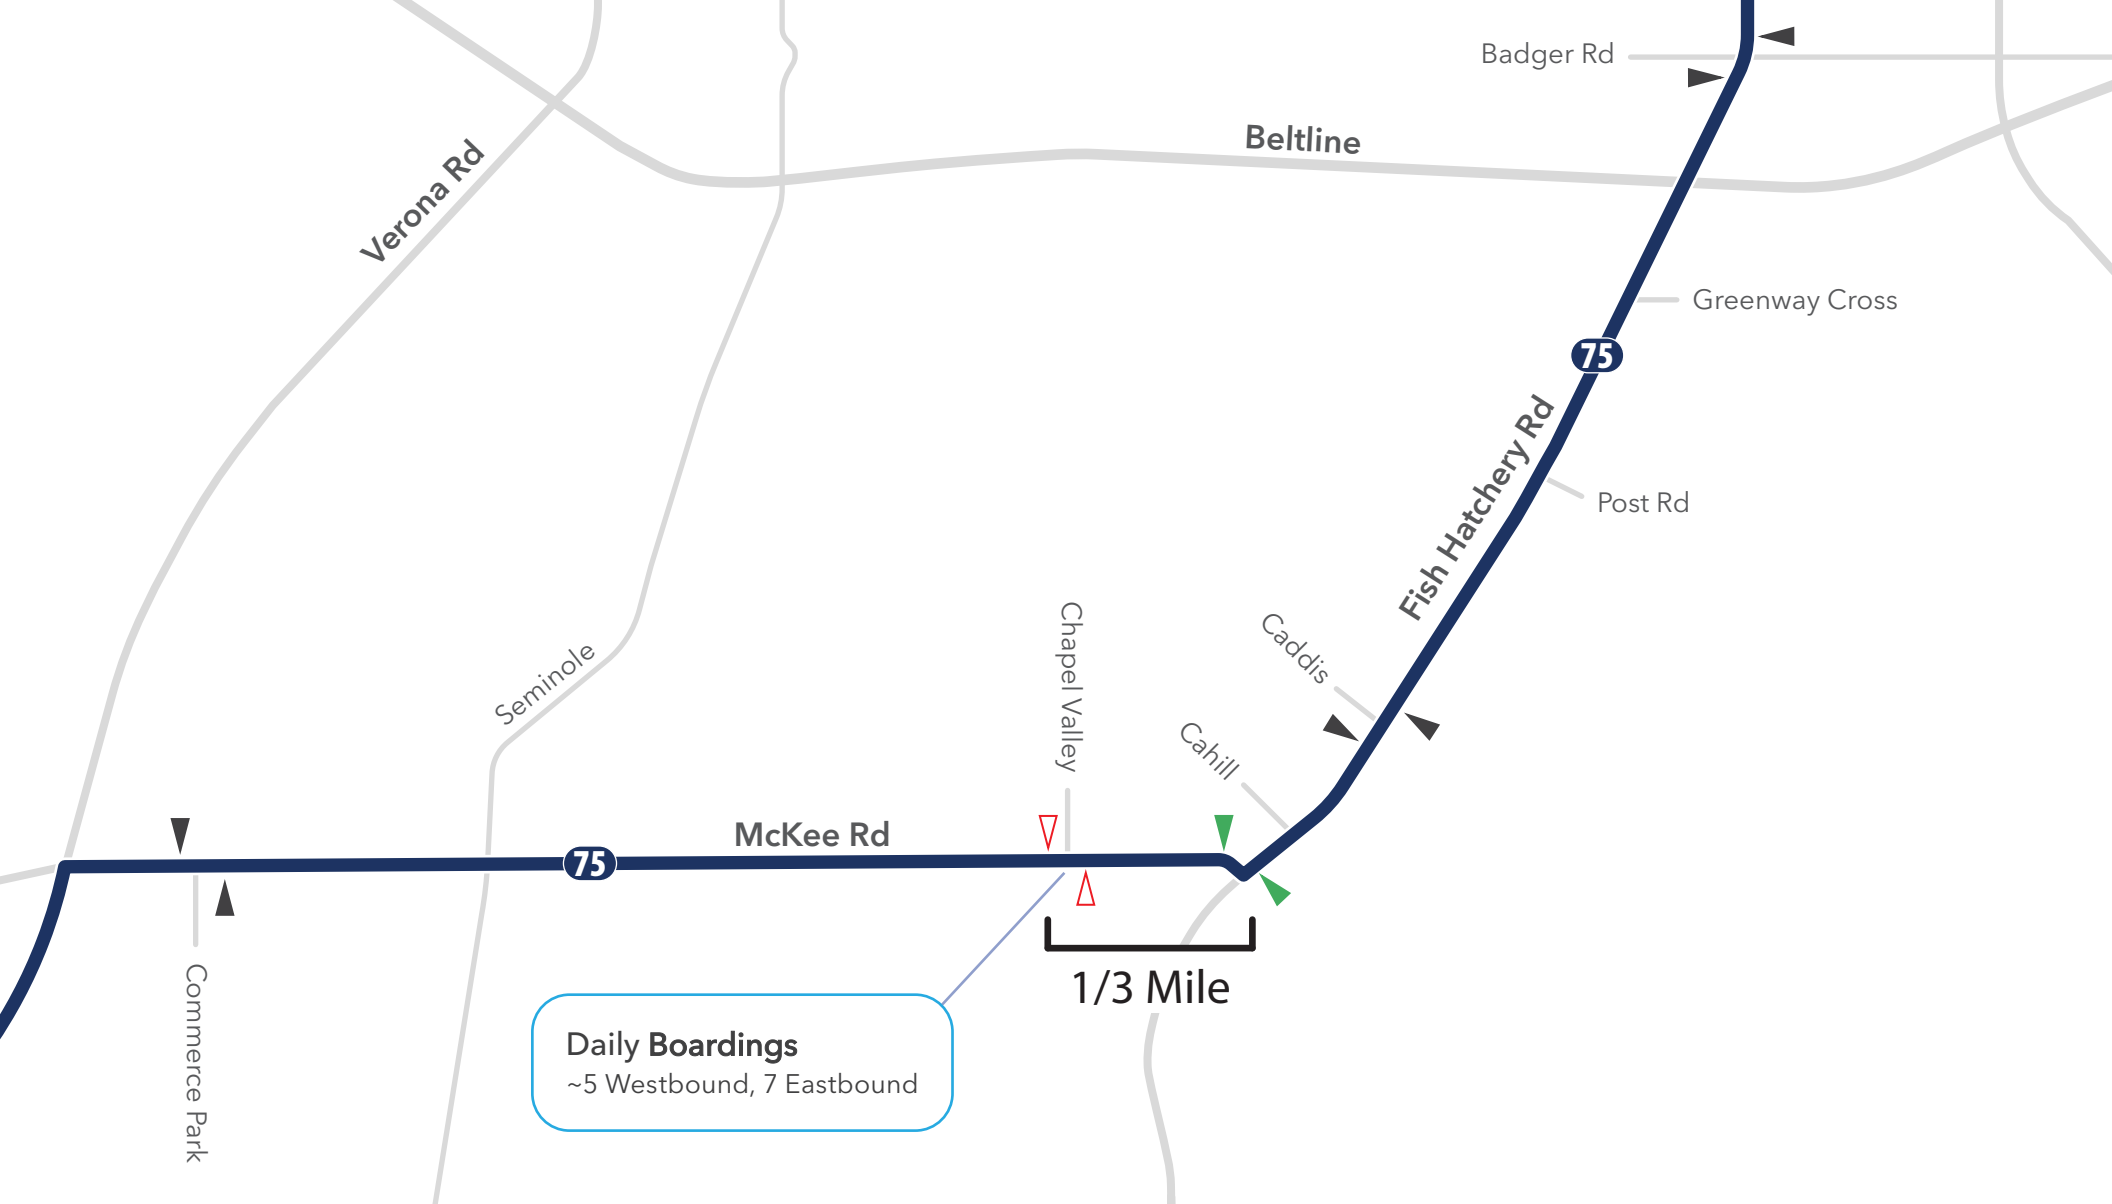 Badger Rd
Beltline
Verona Rd
Greenway Cross
75
Fish Hatchery Rd
Post Rd
Chapel Valley
Caddis
Seminole
Cahill
McKee Rd
75
Commerce Park
1/3 Mile
Daily Boardings
~5 Westbound, 7 Eastbound